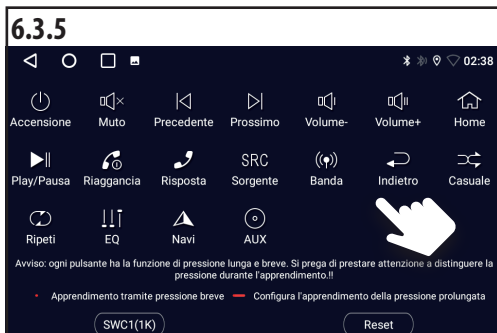 6.3.5
02:38
Accensione Muto Precedente Prossimo Volume- Volume+ Home
Play/Pausa Riaggancia Risposta SRC Sorgente Banda Indietro Casuale
Ripeti EQ Navi AUX
Avviso: ogni pulsante ha la funzione di pressione lunga e breve. Si prega di prestare attenzione a distinguere la
pressione durante l'apprendimento.!!
Apprendimento tramite pressione breve Configura l'apprendimento della pressione prolungata
SWC1(1K) Reset